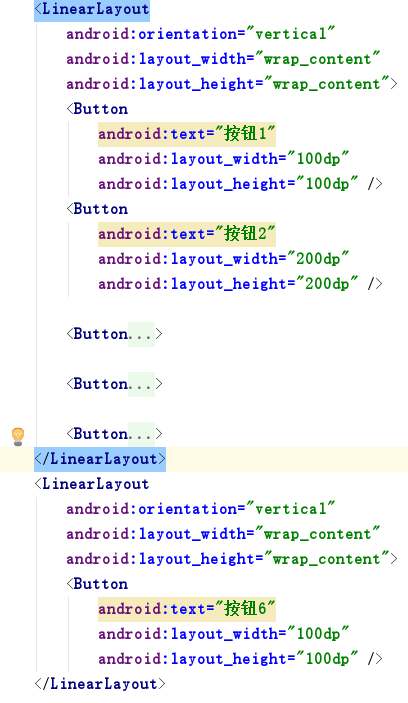 <LinearLayout
android:orientation="vertical"
android:layout_width="wrap_content"
android:layout_height="wrap_content">
<Button
android:text="按钮1"
android:layout_width="100dp"
android:layout_height="100dp" />
<Button
android:text="按钮2"
android:layout_width="200dp"
android:layout_height="200dp" />
<Button...>
<Button...>
<Button...>
</LinearLayout>
<LinearLayout
android:orientation="vertical"
android:layout_width="wrap_content"
android:layout_height="wrap_content">
<Button
android:text="按钮6"
android:layout_width="100dp"
android:layout_height="100dp" />
</LinearLayout>